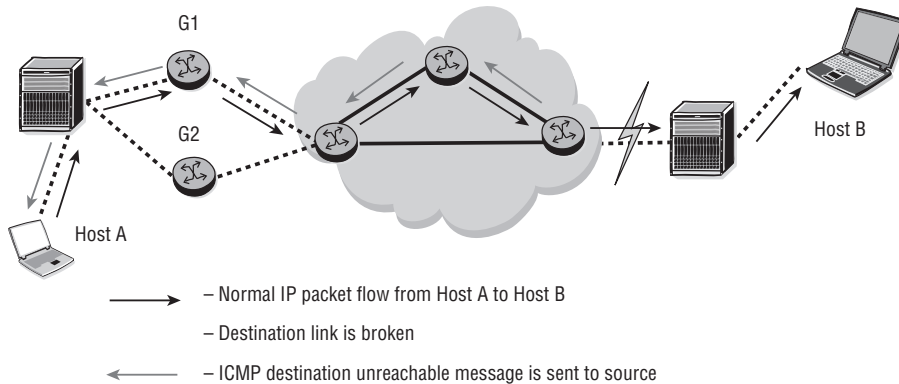 G1
G2
Host A
Host B
– Normal IP packet flow from Host A to Host B
– Destination link is broken
– ICMP destination unreachable message is sent to source